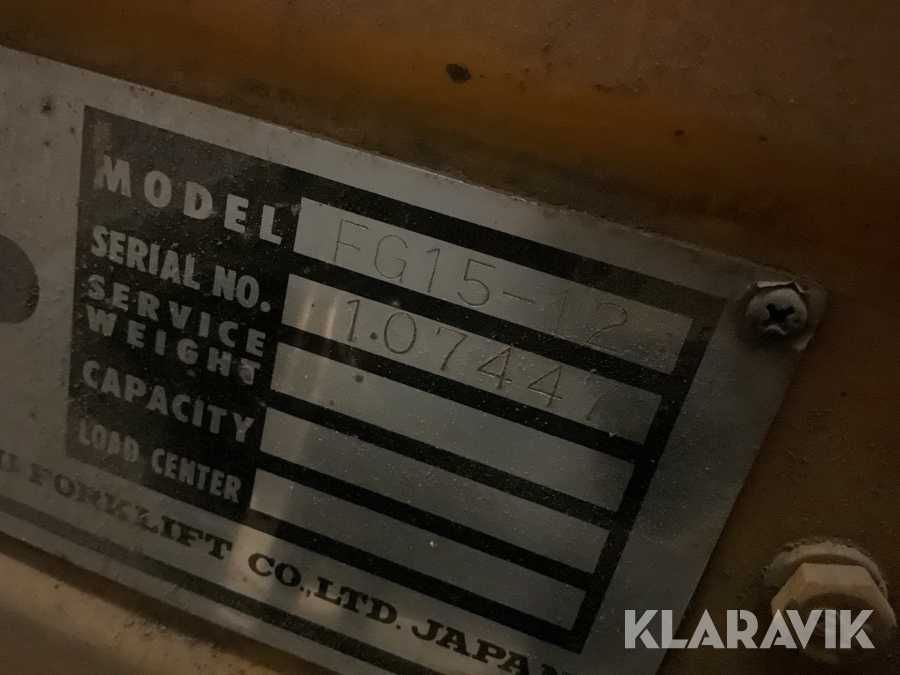 MODEL FG15-12
SERIAL NO. 107447
SERVICE
WEIGHT
CAPACITY
LOAD CENTER
FORKLIFT CO.,LTD. JAPAN
KLARAVIK